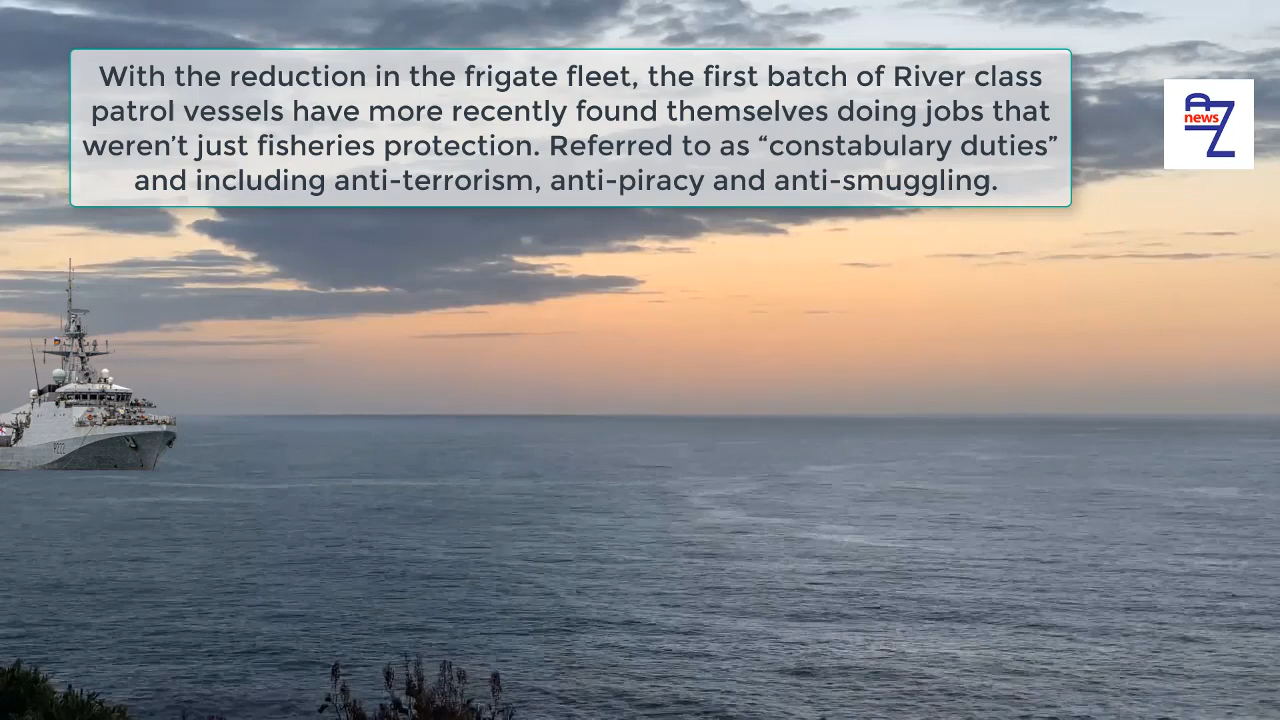 With the reduction in the frigate fleet, the first batch of River class
patrol vessels have more recently found themselves doing jobs that
weren’t just fisheries protection. Referred to as “constabulary duties”
and including anti-terrorism, anti-piracy and anti-smuggling.
A
news
Z
P222